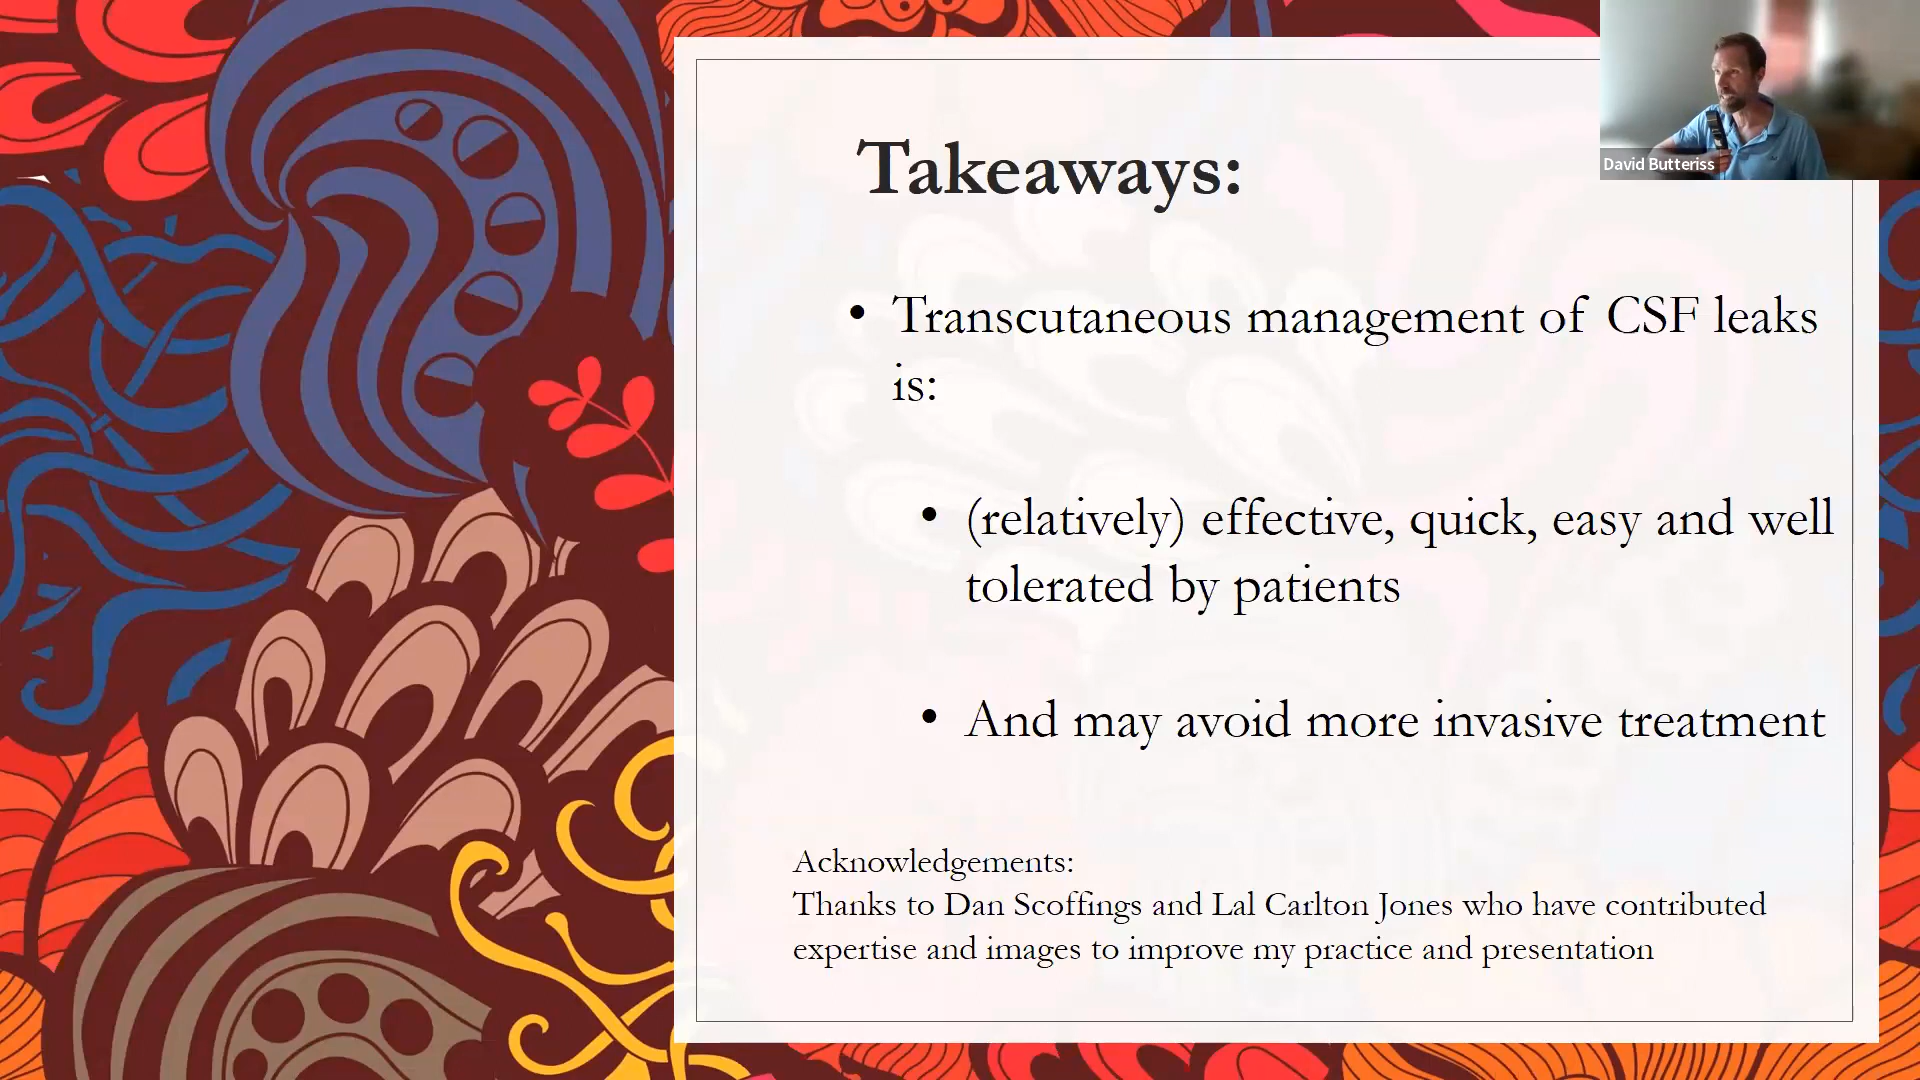 Takeaways:
David Butteriss
• Transcutaneous management of CSF leaks
is:
• (relatively) effective, quick, easy and well
tolerated by patients
• And may avoid more invasive treatment
Acknowledgements:
Thanks to Dan Scoffings and Lal Carlton Jones who have contributed
expertise and images to improve my practice and presentation